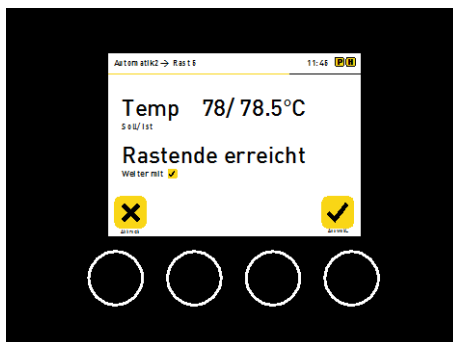 Automatik2 → Rast 6 11:46 P H
Temp 78/ 78.5°C
Soll/Ist
Rastende erreicht
Weiter mit ✓